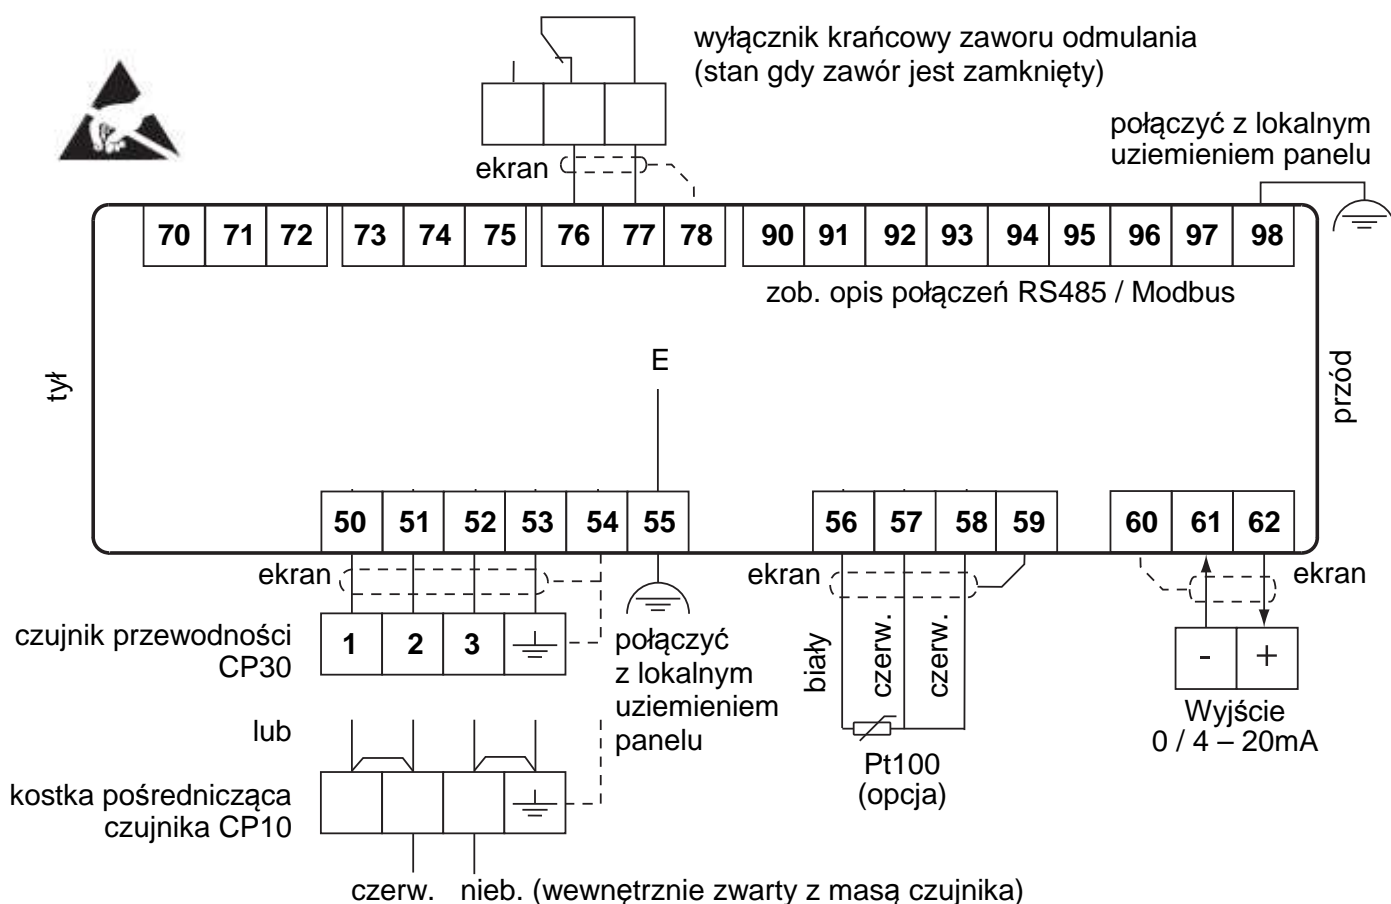 wyłącznik krańcowy zaworu odmulania
(stan gdy zawór jest zamknięty)
połączyć z lokalnym
uziemieniem panelu
ekran
70 71 72 73 74 75 76 77 78 90 91 92 93 94 95 96 97 98
zob. opis połączeń RS485 / Modbus
tył
E
przód
50 51 52 53 54 55 56 57 58 59 60 61 62
ekran
ekran
ekran
czujnik przewodności
CP30
1 2 3
połączyć
z lokalnym
uziemieniem
panelu
biały
czerw.
czerw.
- +
Wyjście
0 / 4 – 20mA
Pt100
(opcja)
lub
kostka pośrednicząca
czujnika CP10
czerw. nieb. (wewnętrznie zwarty z masą czujnika)